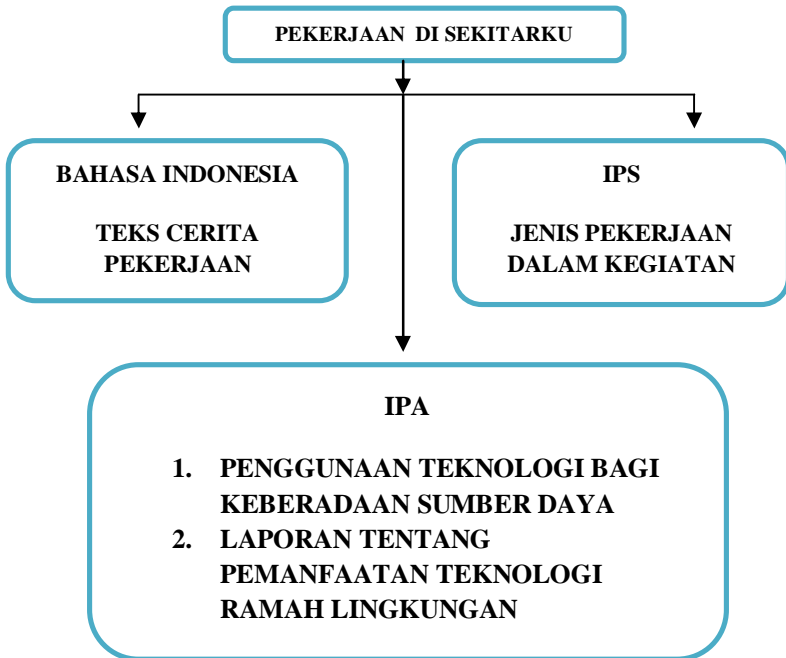 PEKERJAAN DI SEKITARKU
BAHASA INDONESIA
TEKS CERITA
PEKERJAAN
IPS
JENIS PEKERJAAN
DALAM KEGIATAN
IPA
1. PENGGUNAAN TEKNOLOGI BAGI
KEBERADAAN SUMBER DAYA
2. LAPORAN TENTANG
PEMANFAATAN TEKNOLOGI
RAMAH LINGKUNGAN